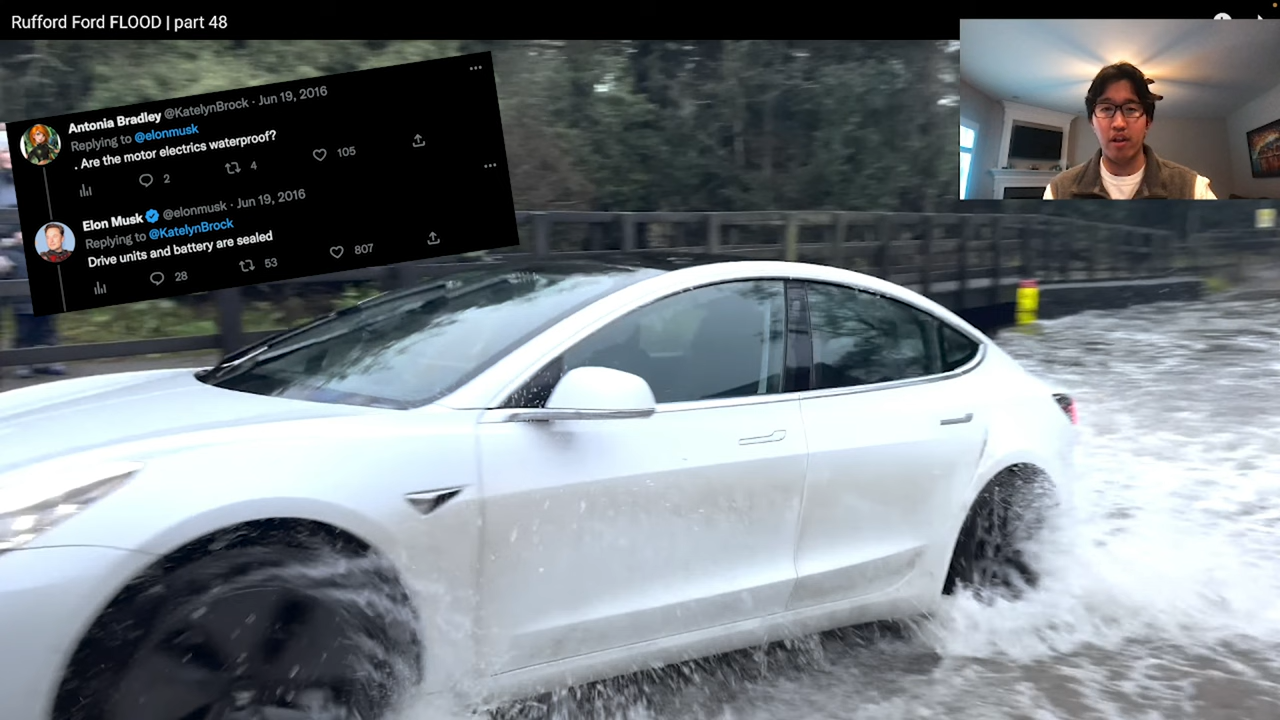 Rufford Ford FLOOD | part 48
Antonia Bradley @KatelynBrock · Jun 19, 2016
Replying to @elonmusk
. Are the motor electrics waterproof?
2 4 105
Elon Musk @elonmusk · Jun 19, 2016
Replying to @KatelynBrock
Drive units and battery are sealed
28 53 807